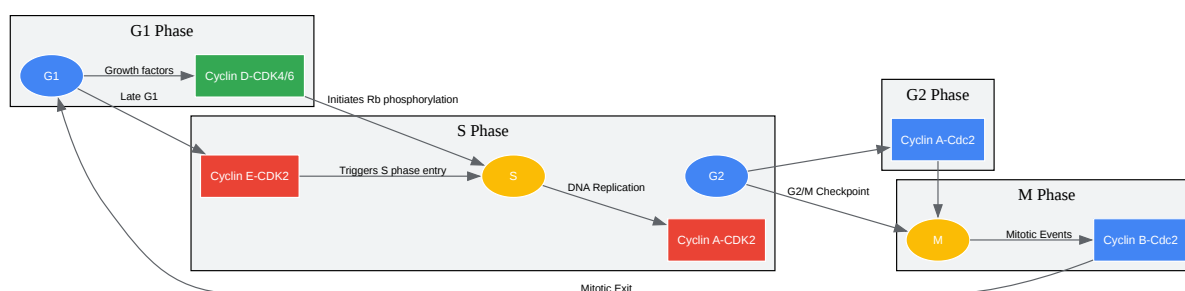 G1 Phase
G1
Growth factors
Cyclin D-CDK4/6
Late G1
Initiates Rb phosphorylation
S Phase
Cyclin E-CDK2
Triggers S phase entry
S
DNA Replication
Cyclin A-CDK2
G2
G2 Phase
Cyclin A-Cdc2
G2/M Checkpoint
M Phase
M
Mitotic Events
Cyclin B-Cdc2
Mitotic Exit